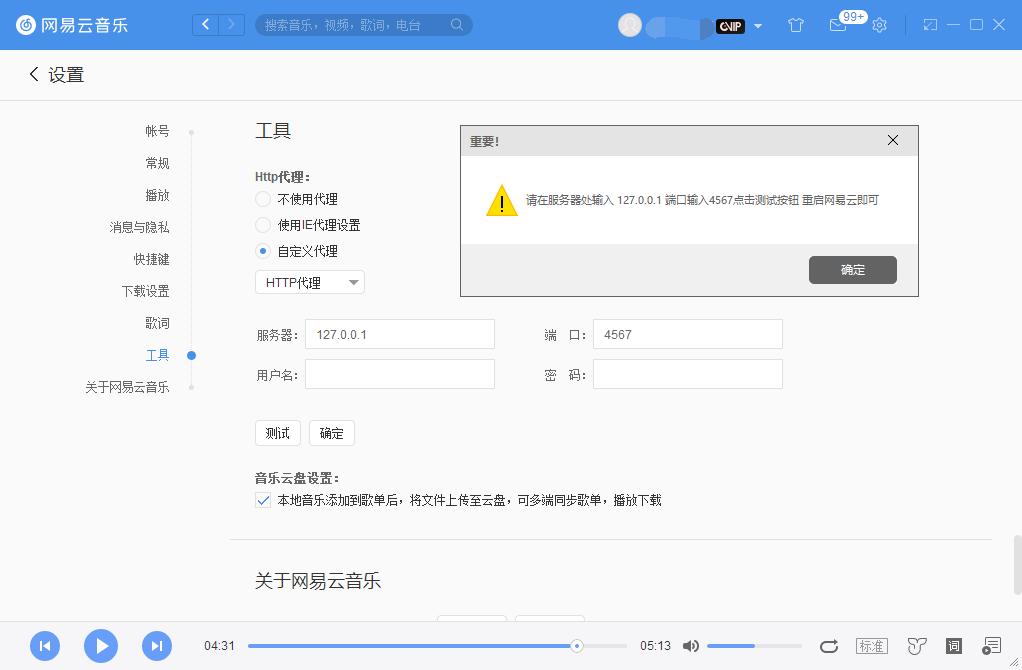 网易云音乐
搜索音乐，视频，歌词，电台
VIP
99+
设置
帐号
常规
播放
消息与隐私
快捷键
下载设置
歌词
工具
关于网易云音乐
工具
Http代理：
不使用代理
使用IE代理设置
自定义代理
HTTP代理
重要！
请在服务器处输入 127.0.0.1 端口输入4567点击测试按钮 重启网易云即可
确定
服务器： 127.0.0.1 端 口： 4567
用户名： 密 码：
测试 确定
音乐云盘设置：
本地音乐添加到歌单后，将文件上传至云盘，可多端同步歌单，播放下载
关于网易云音乐
04:31 05:13 标准 词